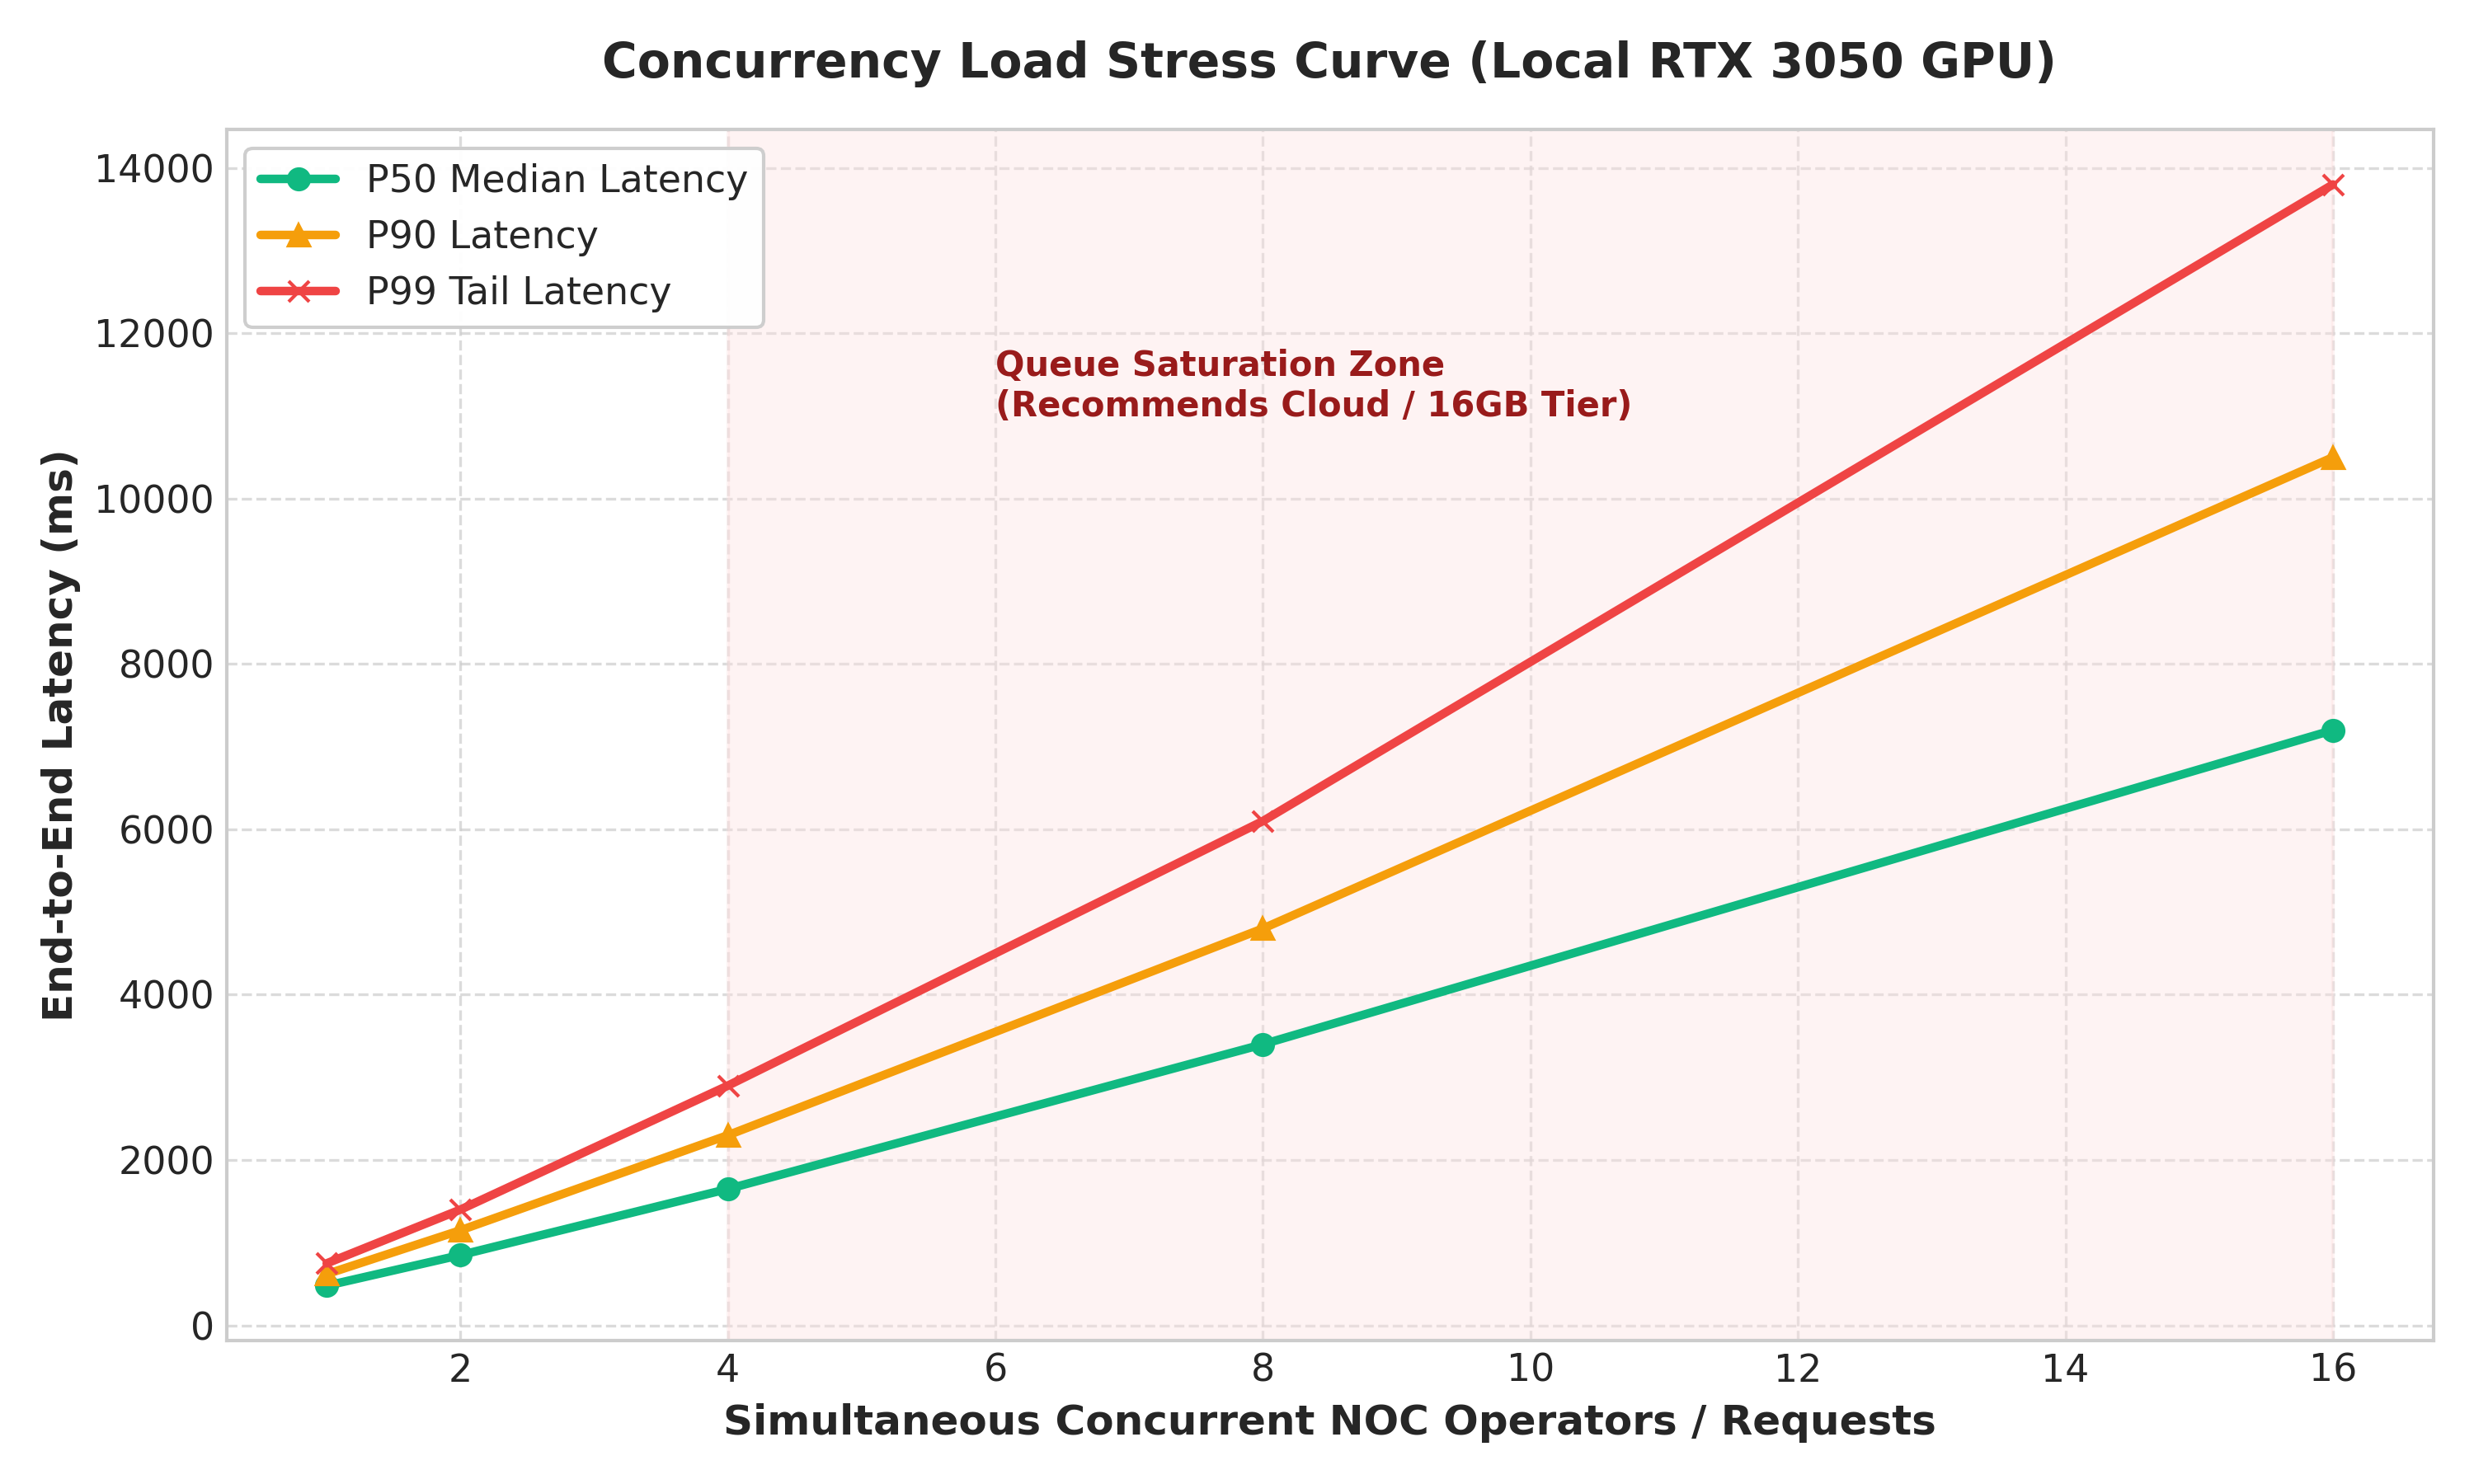 Concurrency Load Stress Curve (Local RTX 3050 GPU)
P50 Median Latency
P90 Latency
P99 Tail Latency
Queue Saturation Zone
(Recommends Cloud / 16GB Tier)
End-to-End Latency (ms)
14000
12000
10000
8000
6000
4000
2000
0
2 4 6 8 10 12 14 16
Simultaneous Concurrent NOC Operators / Requests